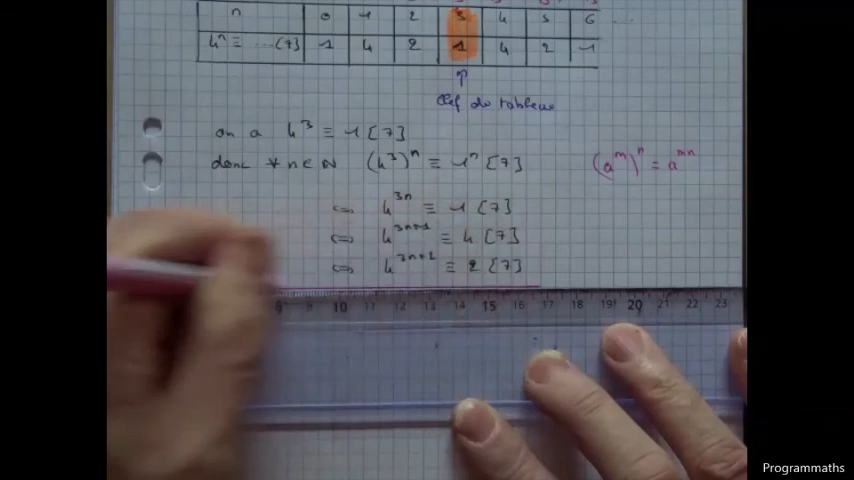 n 0 1 2 3 4 5 6 ...
4ⁿ ≡ ...[7] 1 4 2 1 4 2 1
Clef du tableau
on a 4³ ≡ 1 [7]
donc ∀ n ∈ ℕ (4³)ⁿ ≡ 1ⁿ [7] (aᵐ)ⁿ = aᵐⁿ
⇔ 4³ⁿ ≡ 1 [7]
⇔ 4³ⁿ⁺¹ ≡ 4 [7]
⇔ 4³ⁿ⁺² ≡ 2 [7]
9 10 11 12 13 14 15 16 17 18 19 20 21 22 23
Programmaths